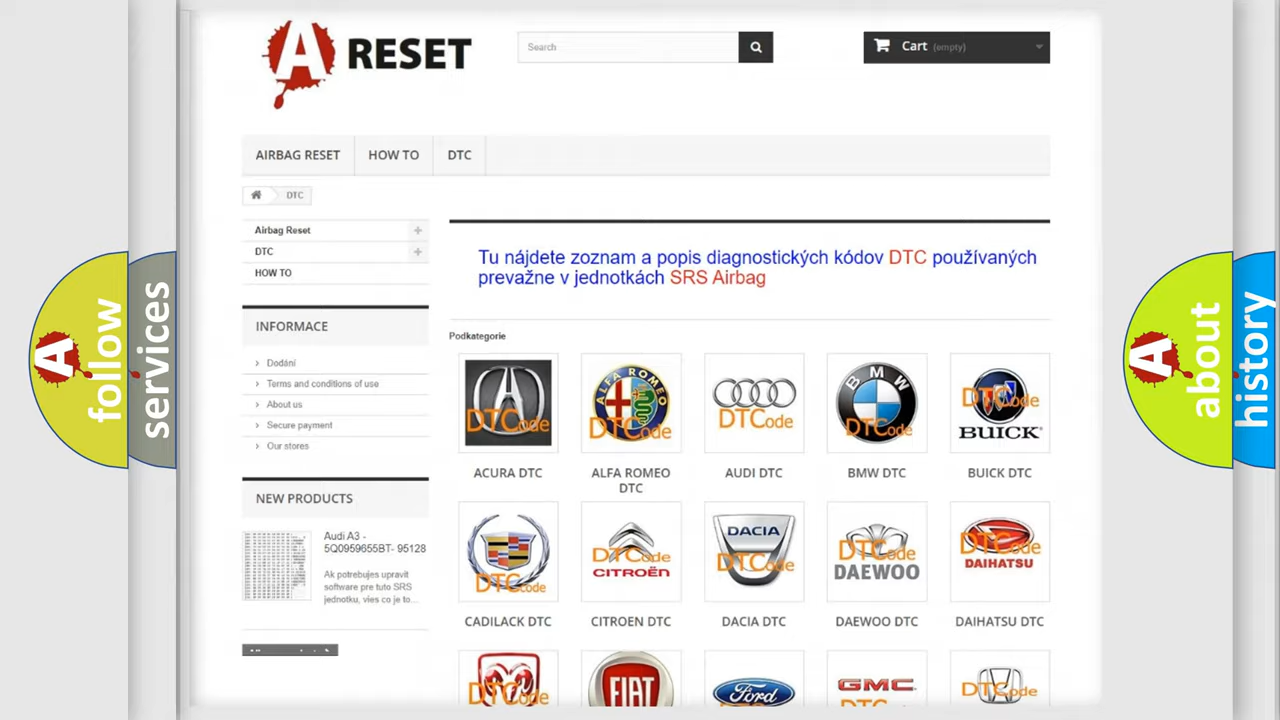 A RESET
Search
Cart (empty)
AIRBAG RESET
HOW TO
DTC
DTC
Airbag Reset
DTC
HOW TO
Tu nájdete zoznam a popis diagnostických kódov DTC používaných
prevažne v jednotkách SRS Airbag
INFORMACE
Dodání
Terms and conditions of use
About us
Secure payment
Our stores
NEW PRODUCTS
Audi A3 -
5Q0959655BT- 95128
Ak potrebujes upravit
software pre tuto SRS
jednotku, vies co je to...
Podkategorie
DTCode
ALFA ROMEO
DTCode
DTCode
BMW
DTCode
DTCode
BUICK
ACURA DTC
ALFA ROMEO
DTC
AUDI DTC
BMW DTC
BUICK DTC
DTCode
DTCode
CITROËN
DACIA
DTCode
DTCode
DAEWOO
DTCode
DAIHATSU
CADILACK DTC
CITROEN DTC
DACIA DTC
DAEWOO DTC
DAIHATSU DTC
DTCode
FIAT
Ford
GMC
DTCode
A follow
services
A about
history